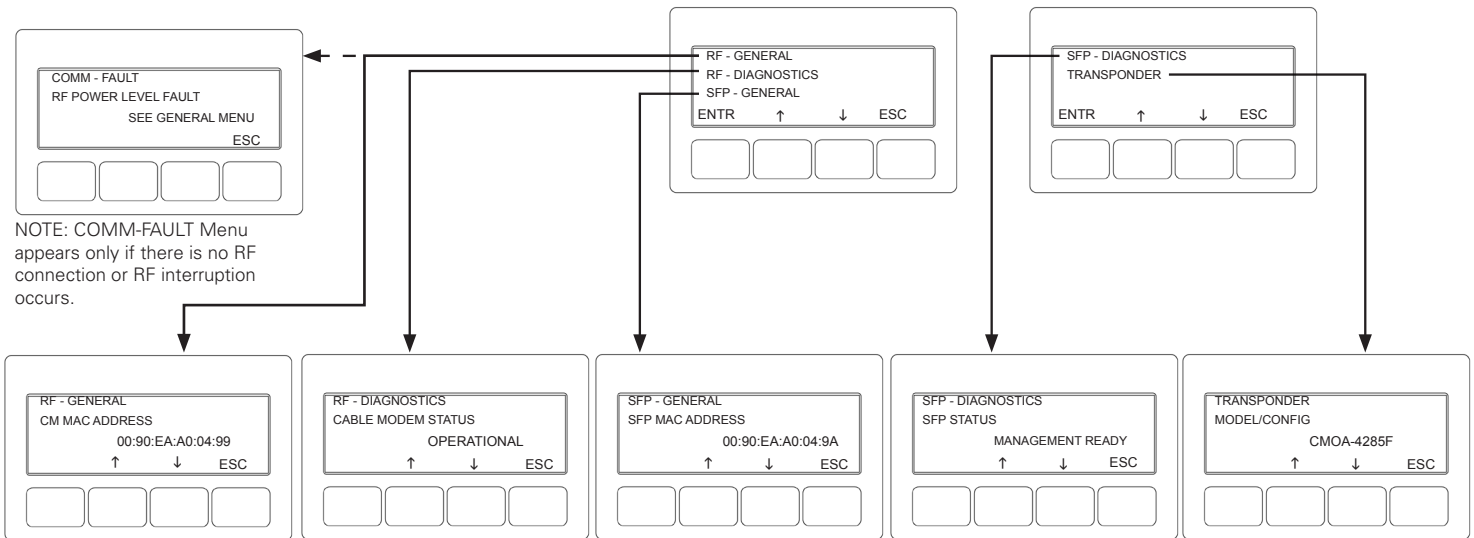 COMM - FAULT
RF POWER LEVEL FAULT
SEE GENERAL MENU
ESC
NOTE: COMM-FAULT Menu
appears only if there is no RF
connection or RF interruption
occurs.
RF - GENERAL
RF - DIAGNOSTICS
SFP - GENERAL
ENTR ↑ ↓ ESC
SFP - DIAGNOSTICS
TRANSPONDER
ENTR ↑ ↓ ESC
RF - GENERAL
CM MAC ADDRESS
00:90:EA:A0:04:99
↑ ↓ ESC
RF - DIAGNOSTICS
CABLE MODEM STATUS
OPERATIONAL
↑ ↓ ESC
SFP - GENERAL
SFP MAC ADDRESS
00:90:EA:A0:04:9A
↑ ↓ ESC
SFP - DIAGNOSTICS
SFP STATUS
MANAGEMENT READY
↑ ↓ ESC
TRANSPONDER
MODEL/CONFIG
CMOA-4285F
↑ ↓ ESC